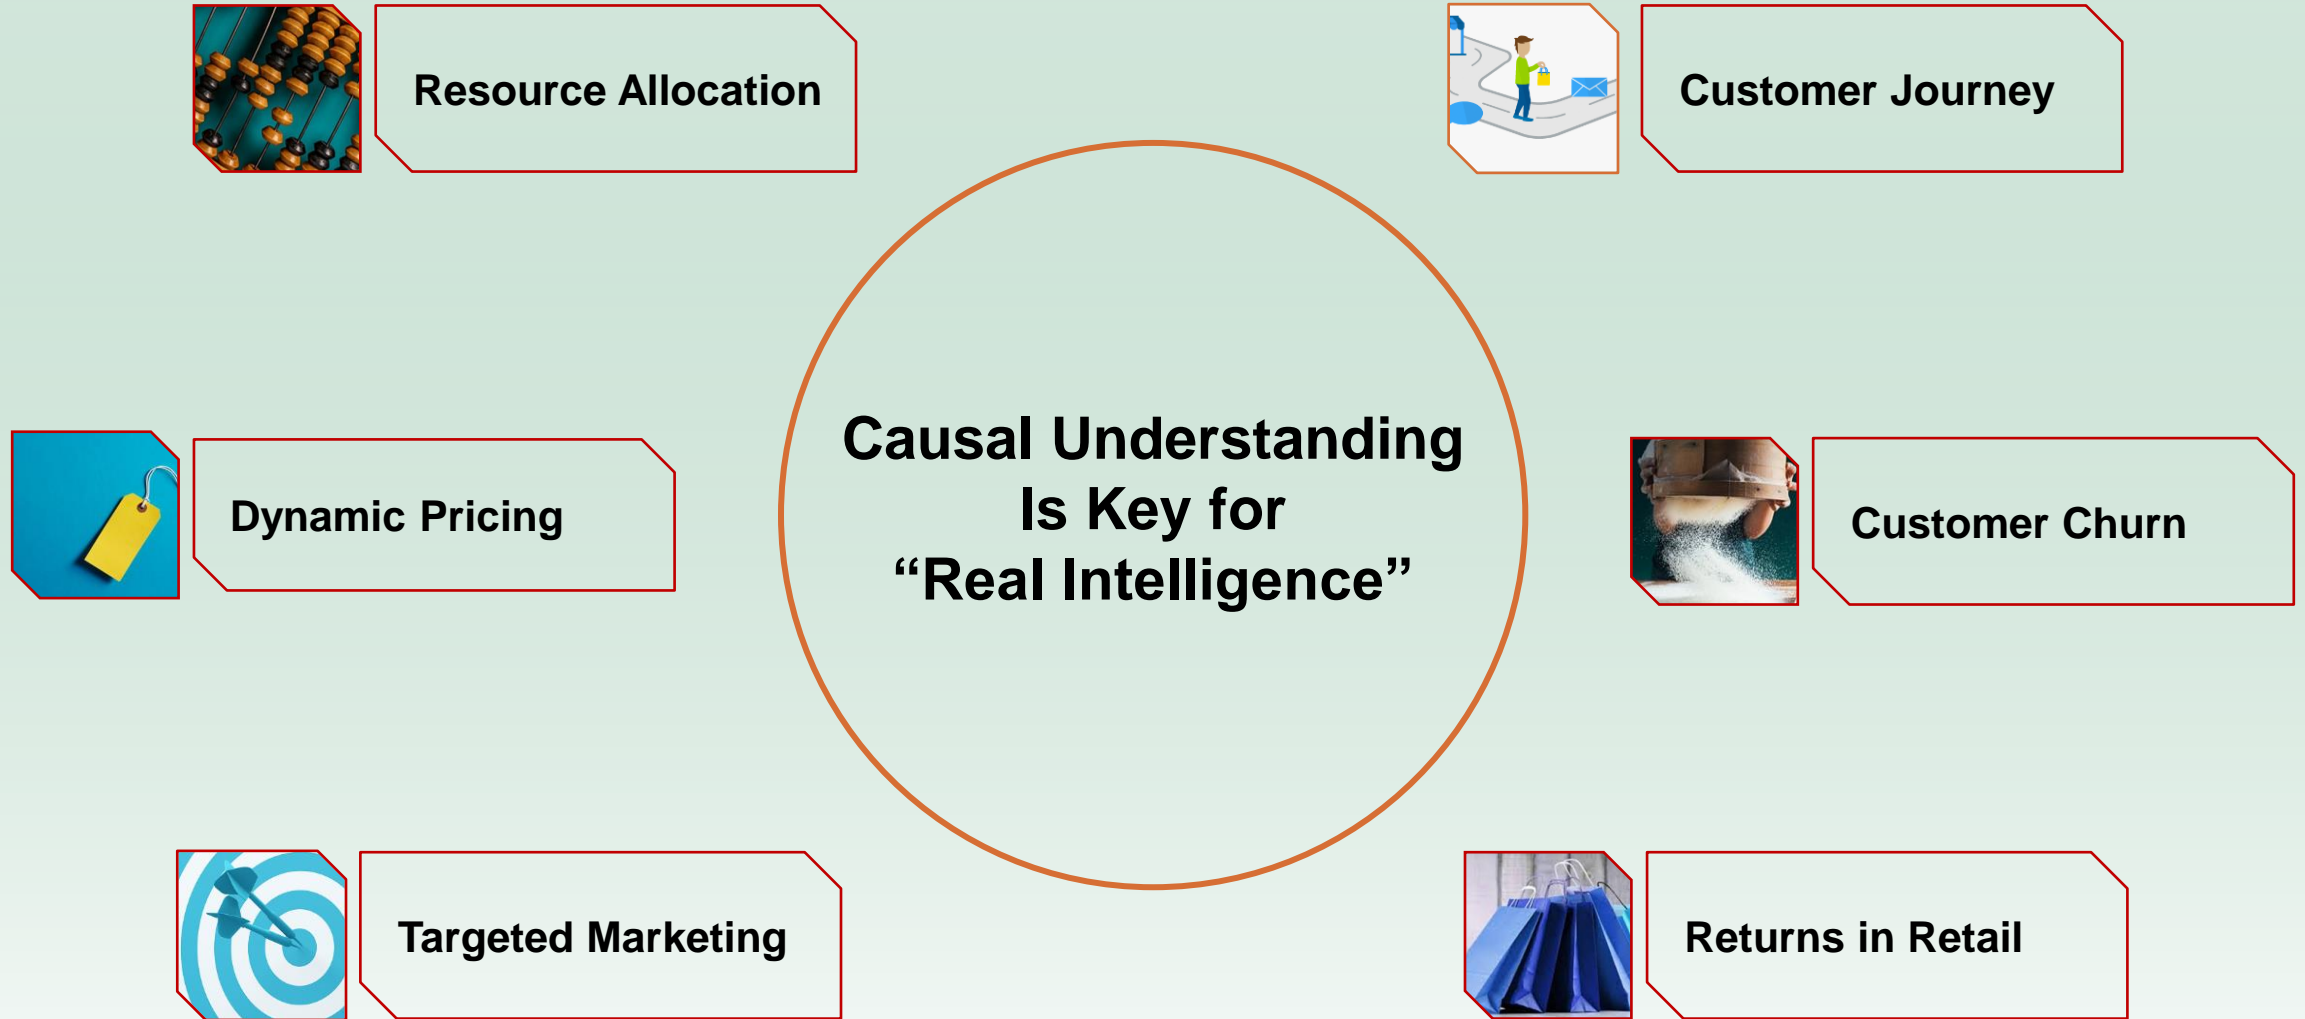 Resource Allocation
Customer Journey
Causal Understanding
Is Key for
“Real Intelligence”
Dynamic Pricing
Customer Churn
Targeted Marketing
Returns in Retail